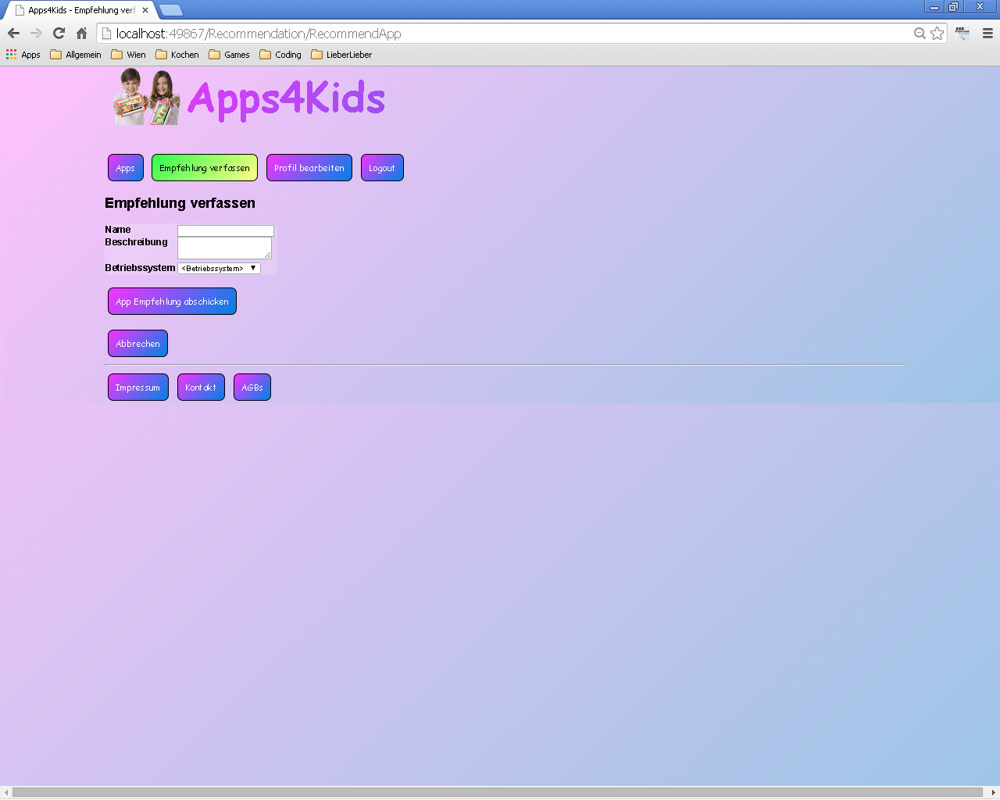 Apps4Kids - Empfehlung verf
localhost:49867/Recommendation/RecommendApp
Apps Allgemein Wien Kochen Games Coding LieberLieber
Apps4Kids
Apps Empfehlung verfassen Profil bearbeiten Logout
Empfehlung verfassen
Name
Beschreibung
Betriebssystem <Betriebssystem>
App Empfehlung abschicken
Abbrechen
Impressum Kontakt AGBs